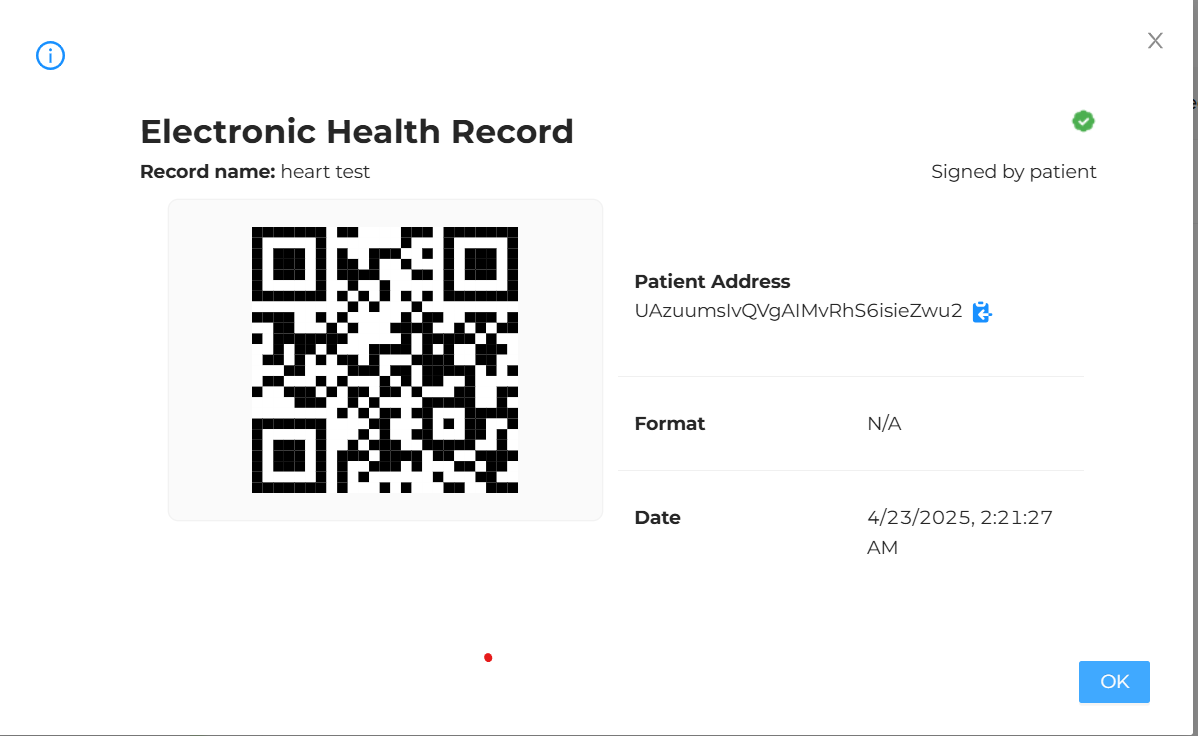 Electronic Health Record
Record name: heart test
Signed by patient
Patient Address
UAzuumsIvQVgAIMvRhS6isieZwu2
Format N/A
Date 4/23/2025, 2:21:27
AM
OK